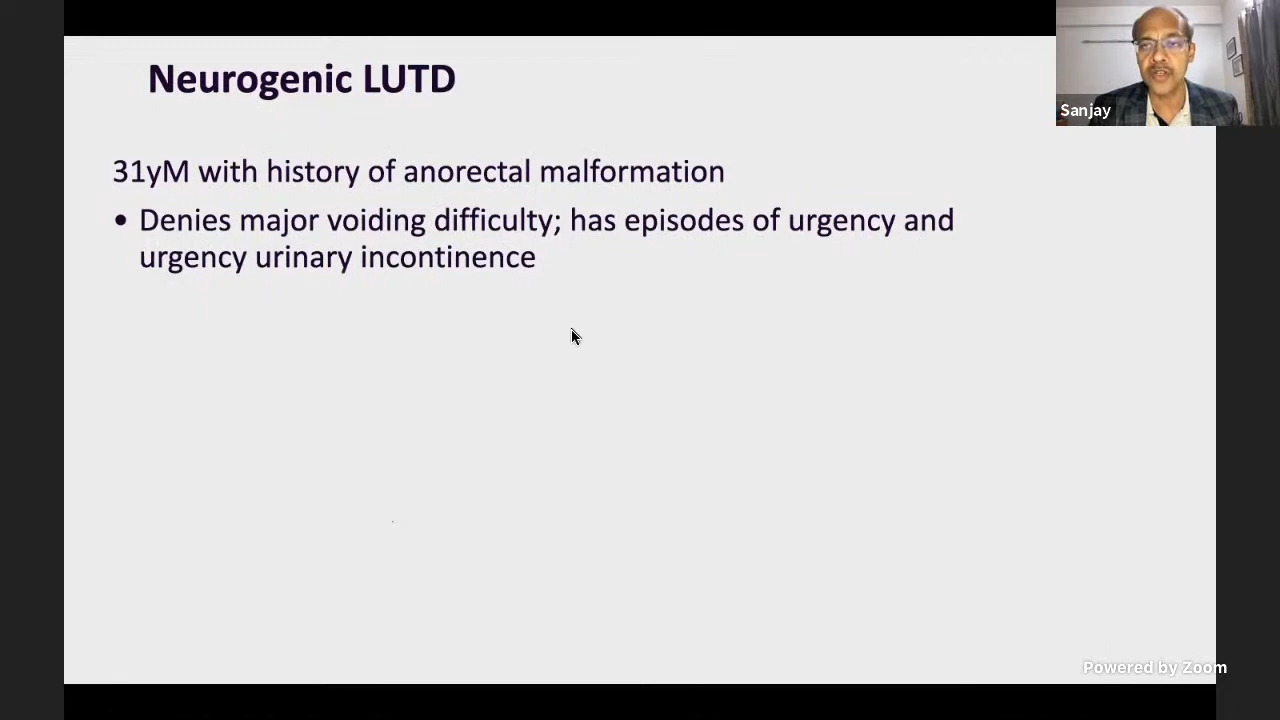 Neurogenic LUTD
Sanjay
31yM with history of anorectal malformation
• Denies major voiding difficulty; has episodes of urgency and
urgency urinary incontinence
Powered by Zoom